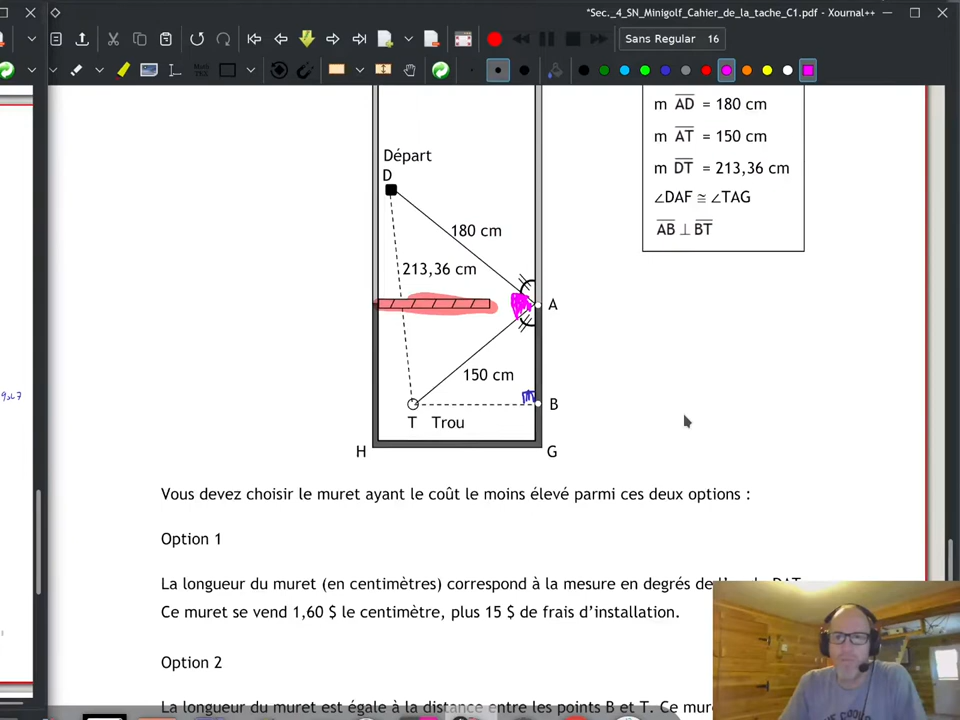 *Sec._4_SN_Minigolf_Cahier_de_la_tache_C1.pdf - Xournal++
Sans Regular 16
m AD = 180 cm
m AT = 150 cm
m DT = 213,36 cm
∠DAF ≅ ∠TAG
AB ⊥ BT
Départ
D
180 cm
213,36 cm
A
150 cm
B
T Trou
H G
Vous devez choisir le muret ayant le coût le moins élevé parmi ces deux options :
Option 1
La longueur du muret (en centimètres) correspond à la mesure en degrés de
Ce muret se vend 1,60 $ le centimètre, plus 15 $ de frais d'installation.
Option 2
La longueur du muret est égale à la distance entre les points B et T. Ce